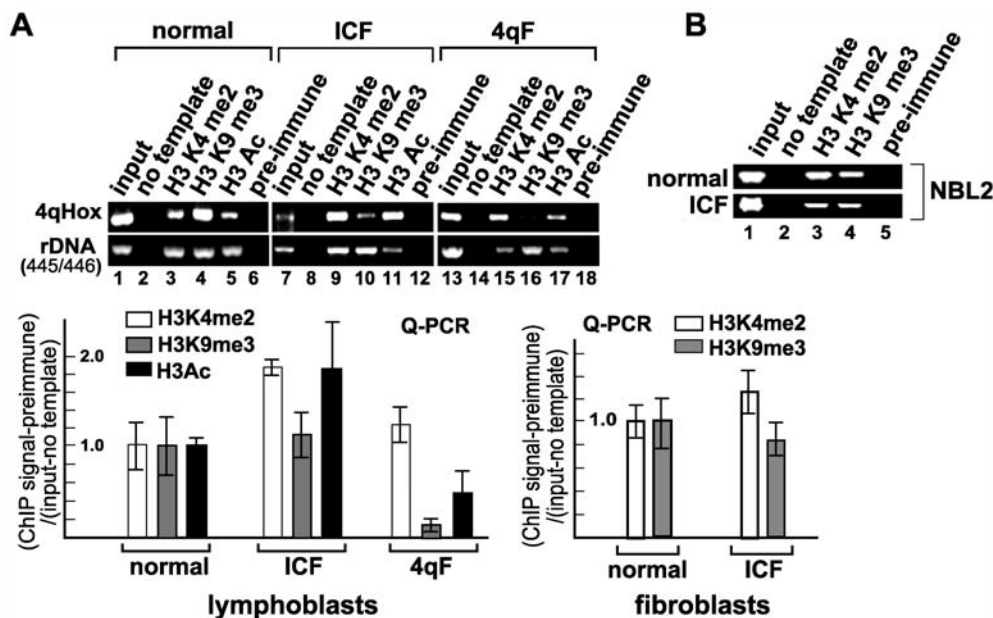 A
normal ICF 4qF
input no template H3 K4 me2 H3 K9 me3 H3 Ac pre-immune input no template H3 K4 me2 H3 K9 me3 H3 Ac pre-immune input no template H3 K4 me2 H3 K9 me3 H3 Ac pre-immune
4qHox
rDNA
(445/446)
1 2 3 4 5 6 7 8 9 10 11 12 13 14 15 16 17 18
B
input no template H3 K4 me2 H3 K9 me3 pre-immune
normal
ICF
NBL2
1 2 3 4 5
(ChIP signal-preimmune
/(input-no template)
2.0
1.0
H3K4me2
H3K9me3
H3Ac
Q-PCR
normal ICF 4qF
lymphoblasts
(ChIP signal-preimmune
/(input-no template)
Q-PCR
H3K4me2
H3K9me3
1.0
normal ICF
fibroblasts